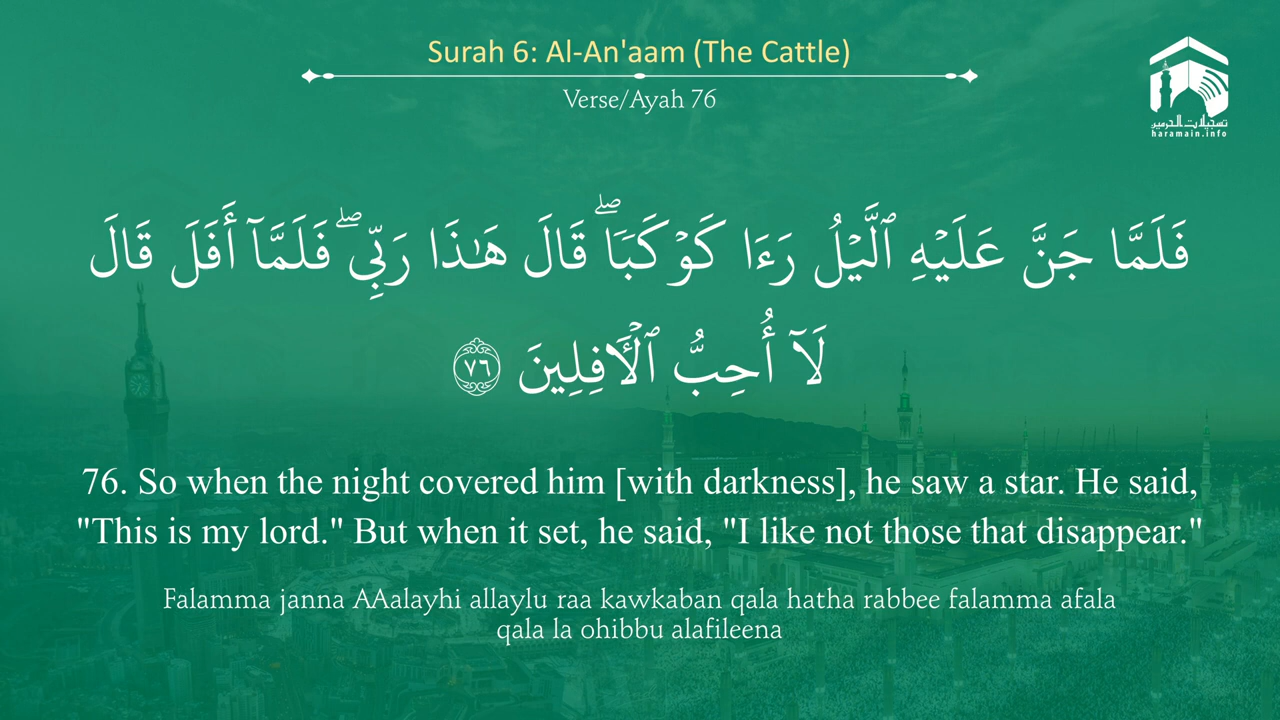 Surah 6: Al-An'aam (The Cattle)
Verse/Ayah 76
تسجيلات الحرمين
haramain.info
فَلَمَّا جَنَّ عَلَيْهِ ٱلَّيْلُ رَءَا كَوْكَبًۭا ۖ قَالَ هَـٰذَا رَبِّى ۖ فَلَمَّآ أَفَلَ قَالَ
لَآ أُحِبُّ ٱلْـَٔافِلِينَ ٧٦
76. So when the night covered him [with darkness], he saw a star. He said,
"This is my lord." But when it set, he said, "I like not those that disappear."
Falamma janna AAalayhi allaylu raa kawkaban qala hatha rabbee falamma afala
qala la ohibbu alafileena